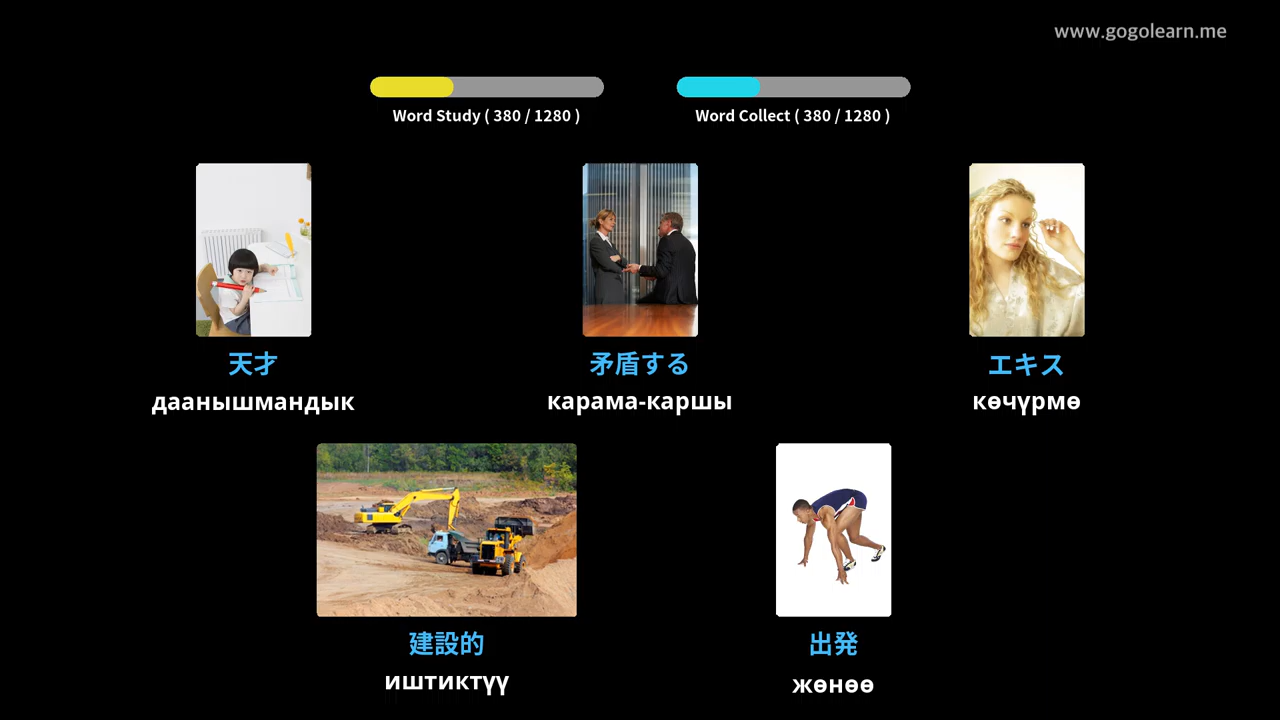 www.gogolearn.me
Word Study ( 380 / 1280 )
Word Collect ( 380 / 1280 )
天才
даанышмандык
矛盾する
карама-каршы
エキス
көчүрмө
建設的
иштиктүү
出発
жөнөө